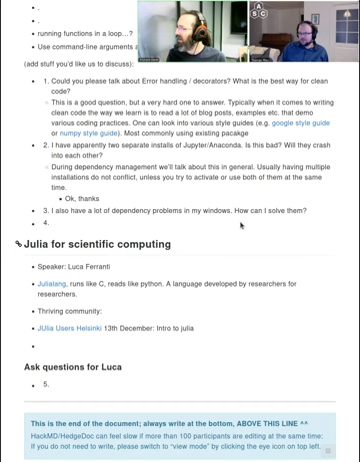 .
.
running functions in a loop...?
Use command-line arguments a
(add stuff you'd like us to discuss):
1. Could you please talk about Error handling / decorators? What is the best way for clean
code?
This is a good question, but a very hard one to answer. Typically when it comes to writing
clean code the way we learn is to read a lot of blog posts, examples etc. that demo
various coding practices. One can look into various style guides (e.g. google style guide
or numpy style guide). Most commonly using existing pacakge
2. I have apparently two separate installs of Jupyter/Anaconda. Is this bad? Will they crash
into each other?
During dependency management we'll talk about this in general. Usually having multiple
installations do not conflict, unless you try to activate or use both of them at the same
time.
Ok, thanks
3. I also have a lot of dependency problems in my windows. How can I solve them?
4.
Julia for scientific computing
Speaker: Luca Ferranti
Julialang, runs like C, reads like python. A language developed by researchers for
researchers.
Thriving community:
JUlia Users Helsinki 13th December: Intro to julia
Ask questions for Luca
5.
This is the end of the document; always write at the bottom, ABOVE THIS LINE ^^
HackMD/HedgeDoc can feel slow if more than 100 participants are editing at the same time:
If you do not need to write, please switch to "view mode" by clicking the eye icon on top left.